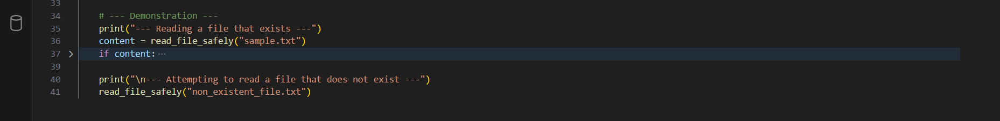 33
34 # --- Demonstration ---
35 print("--- Reading a file that exists ---")
36 content = read_file_safely("sample.txt")
37 if content:···
39
40 print("\n--- Attempting to read a file that does not exist ---")
41 read_file_safely("non_existent_file.txt")